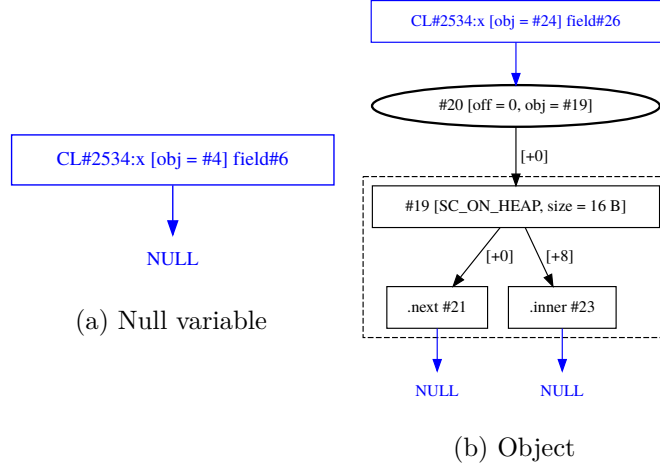 CL#2534:x [obj = #4] field#6
NULL
(a) Null variable
CL#2534:x [obj = #24] field#26
#20 [off = 0, obj = #19]
[+0]
#19 [SC_ON_HEAP, size = 16 B]
[+0]
[+8]
.next #21
.inner #23
NULL
NULL
(b) Object